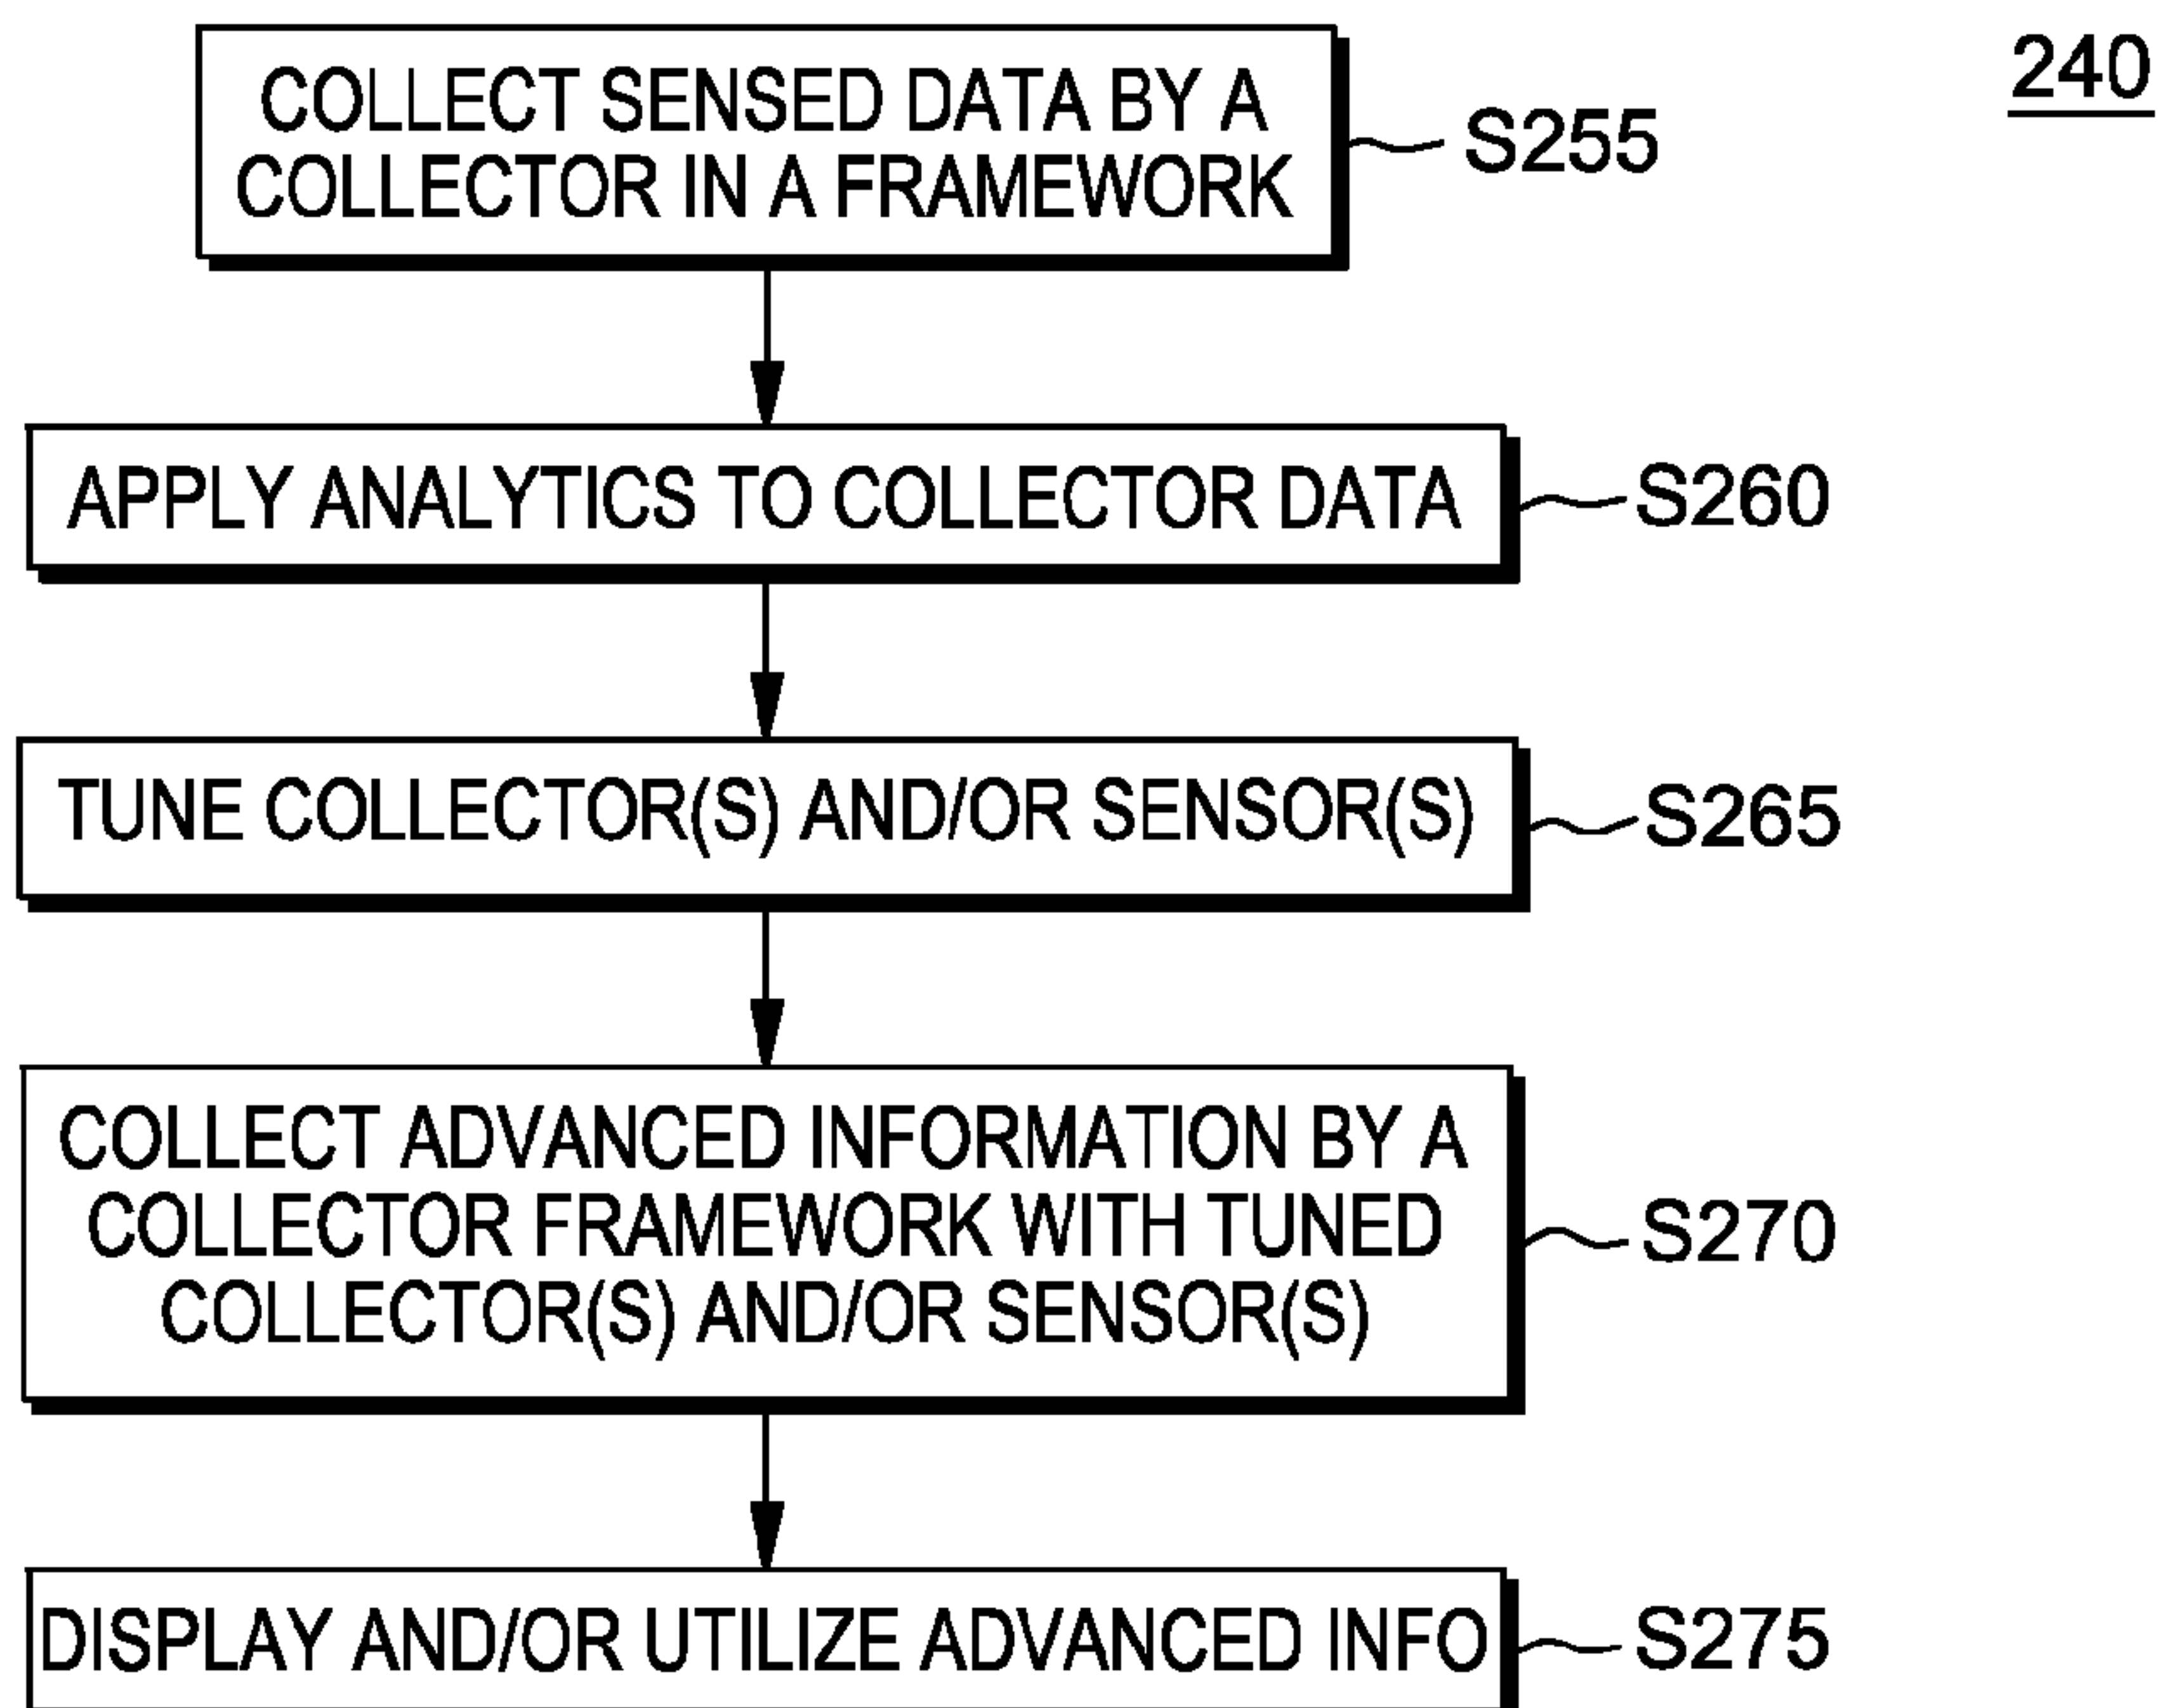 240
COLLECT SENSED DATA BY A
COLLECTOR IN A FRAMEWORK
S255
APPLY ANALYTICS TO COLLECTOR DATA
S260
TUNE COLLECTOR(S) AND/OR SENSOR(S)
S265
COLLECT ADVANCED INFORMATION BY A
COLLECTOR FRAMEWORK WITH TUNED
COLLECTOR(S) AND/OR SENSOR(S)
S270
DISPLAY AND/OR UTILIZE ADVANCED INFO
S275